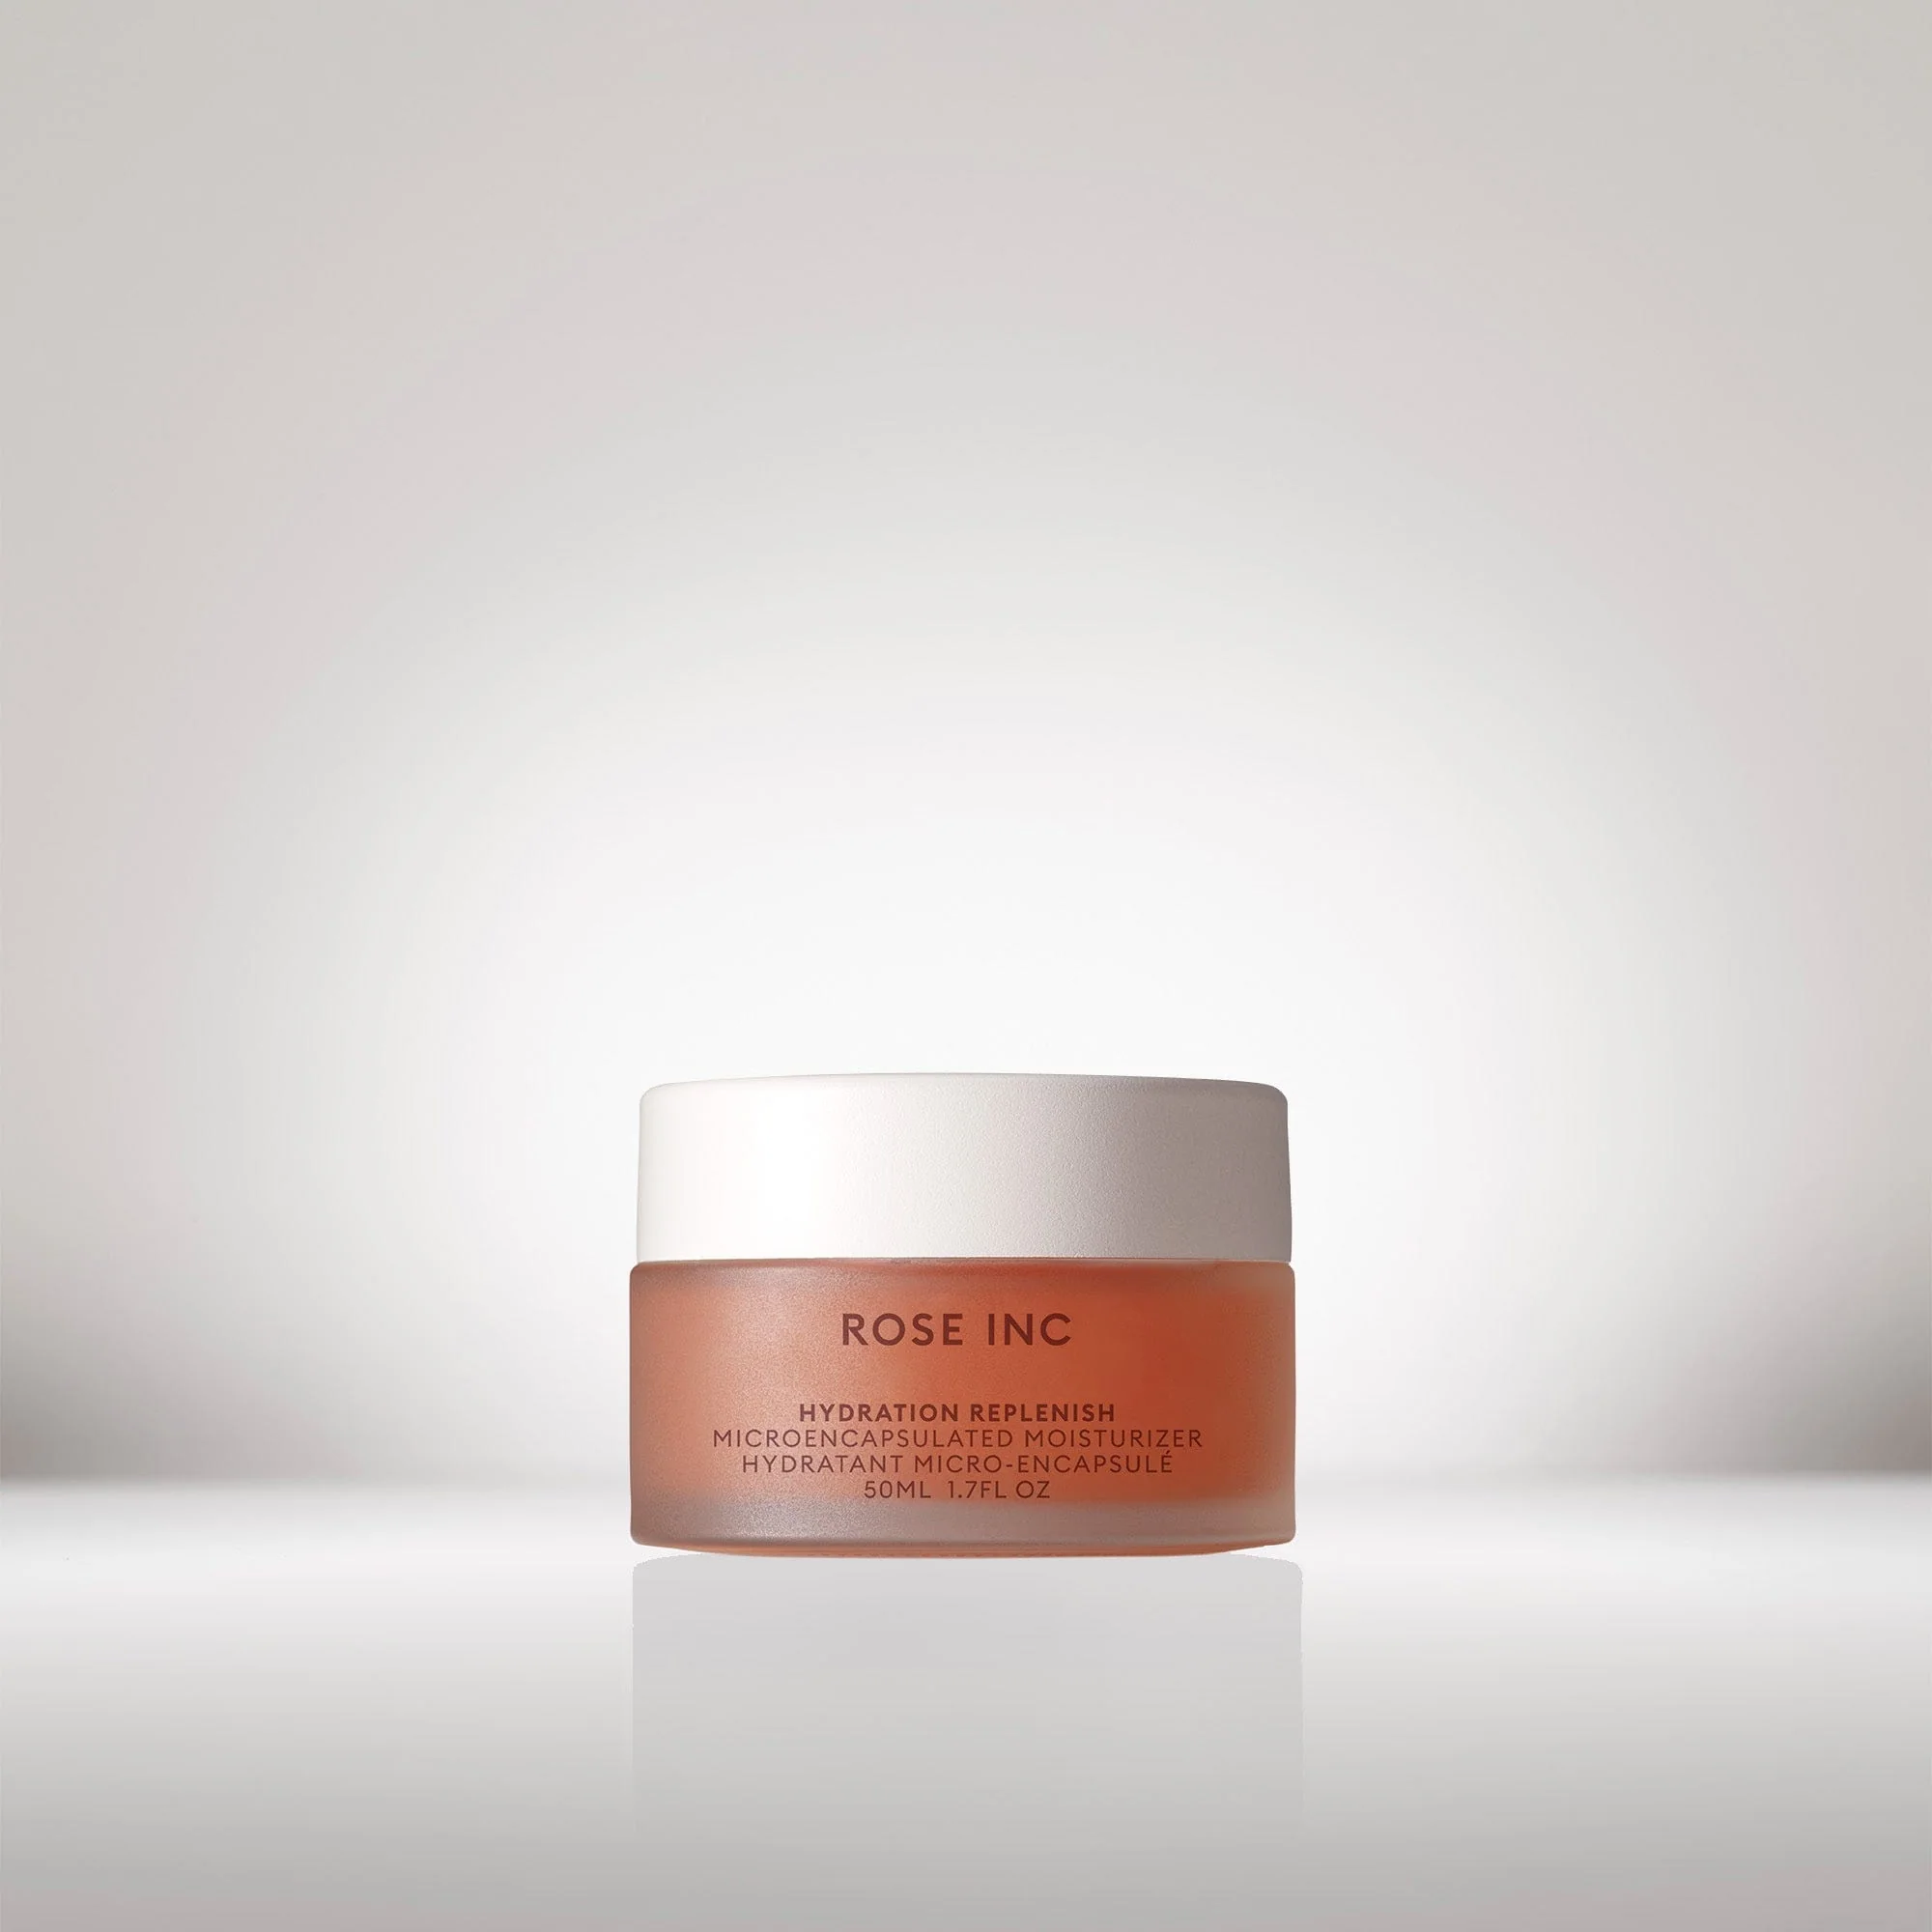 ROSE INC
HYDRATION REPLENISH
MICROENCAPSULATED MOISTURIZER
HYDRATANT MICRO-ENCAPSULÉ
50ML 1.7FL OZ